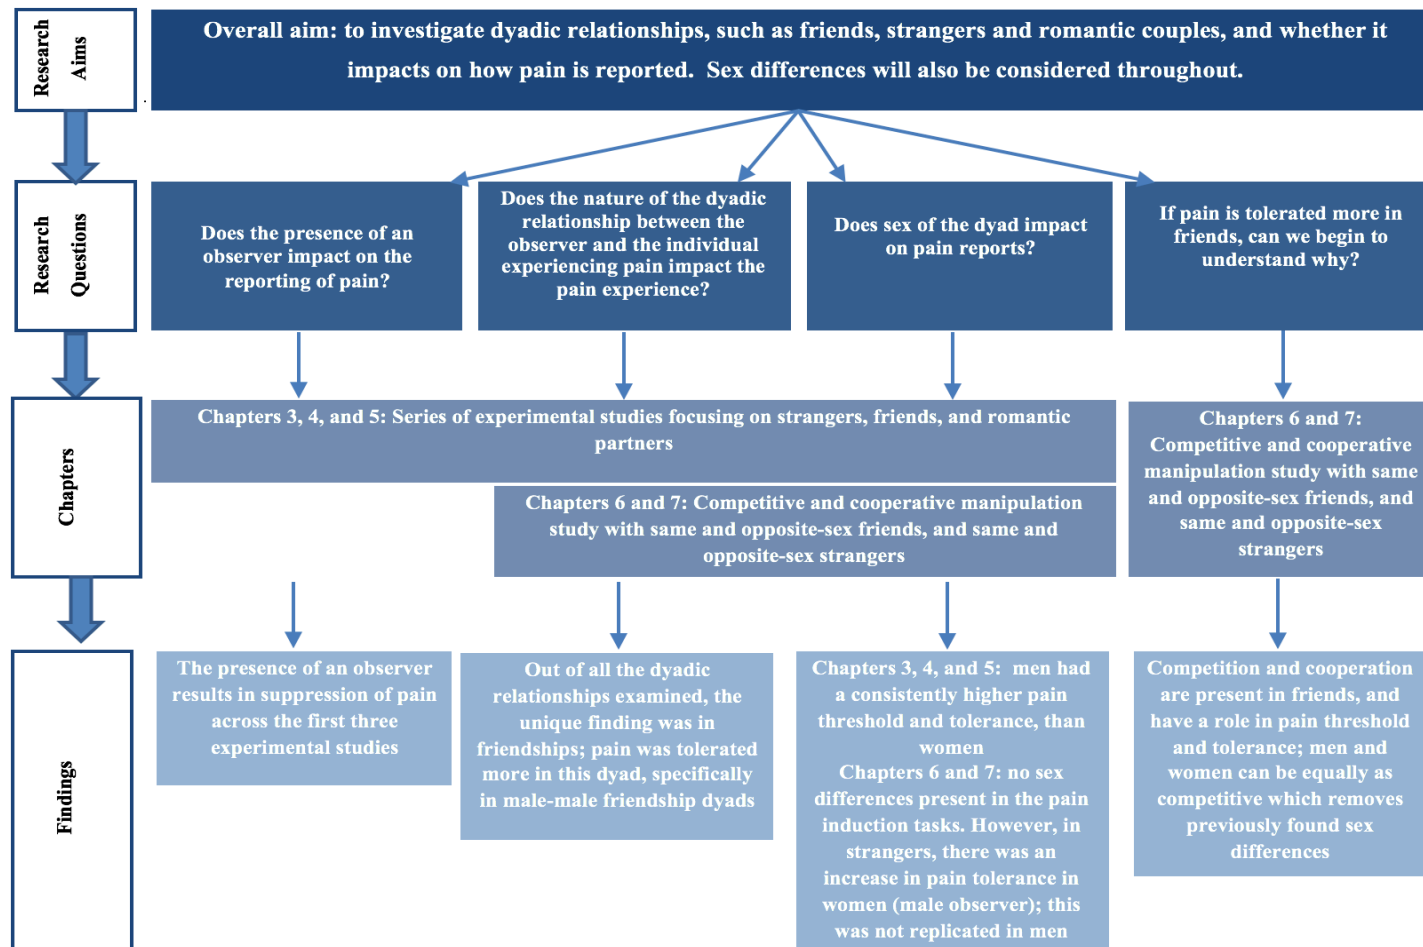 Research
Aims
Overall aim: to investigate dyadic relationships, such as friends, strangers and romantic couples, and whether it
impacts on how pain is reported.  Sex differences will also be considered throughout.
.
Research
Questions
Does the presence of an
observer impact on the
reporting of pain?
Does the nature of the dyadic
relationship between the
observer and the individual
experiencing pain impact the
pain experience?
Does sex of the dyad impact
on pain reports?
If pain is tolerated more in
friends, can we begin to
understand why?
Chapters
Chapters 3, 4, and 5: Series of experimental studies focusing on strangers, friends, and romantic
partners
Chapters 6 and 7: Competitive and cooperative manipulation
study with same and opposite-sex friends, and same and
opposite-sex strangers
Chapters 6 and 7:
Competitive and cooperative
manipulation study with same
and opposite-sex friends, and
same and opposite-sex
strangers
Findings
The presence of an observer
results in suppression of pain
across the first three
experimental studies
Out of all the dyadic
relationships examined, the
unique finding was in
friendships; pain was tolerated
more in this dyad, specifically
in male-male friendship dyads
Chapters 3, 4, and 5:  men had
a consistently higher pain
threshold and tolerance, than
women
Chapters 6 and 7: no sex
differences present in the pain
induction tasks. However, in
strangers, there was an
increase in pain tolerance in
women (male observer); this
was not replicated in men
Competition and cooperation
are present in friends, and
have a role in pain threshold
and tolerance; men and
women can be equally as
competitive which removes
previously found sex
differences